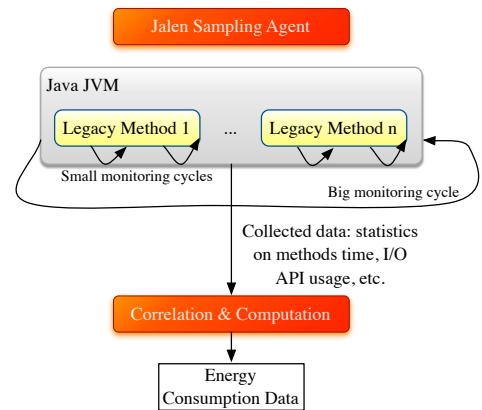 Jalen Sampling Agent
Java JVM
Legacy Method 1
...
Legacy Method n
Small monitoring cycles
Big monitoring cycle
Collected data: statistics
on methods time, I/O
API usage, etc.
Correlation & Computation
Energy
Consumption Data